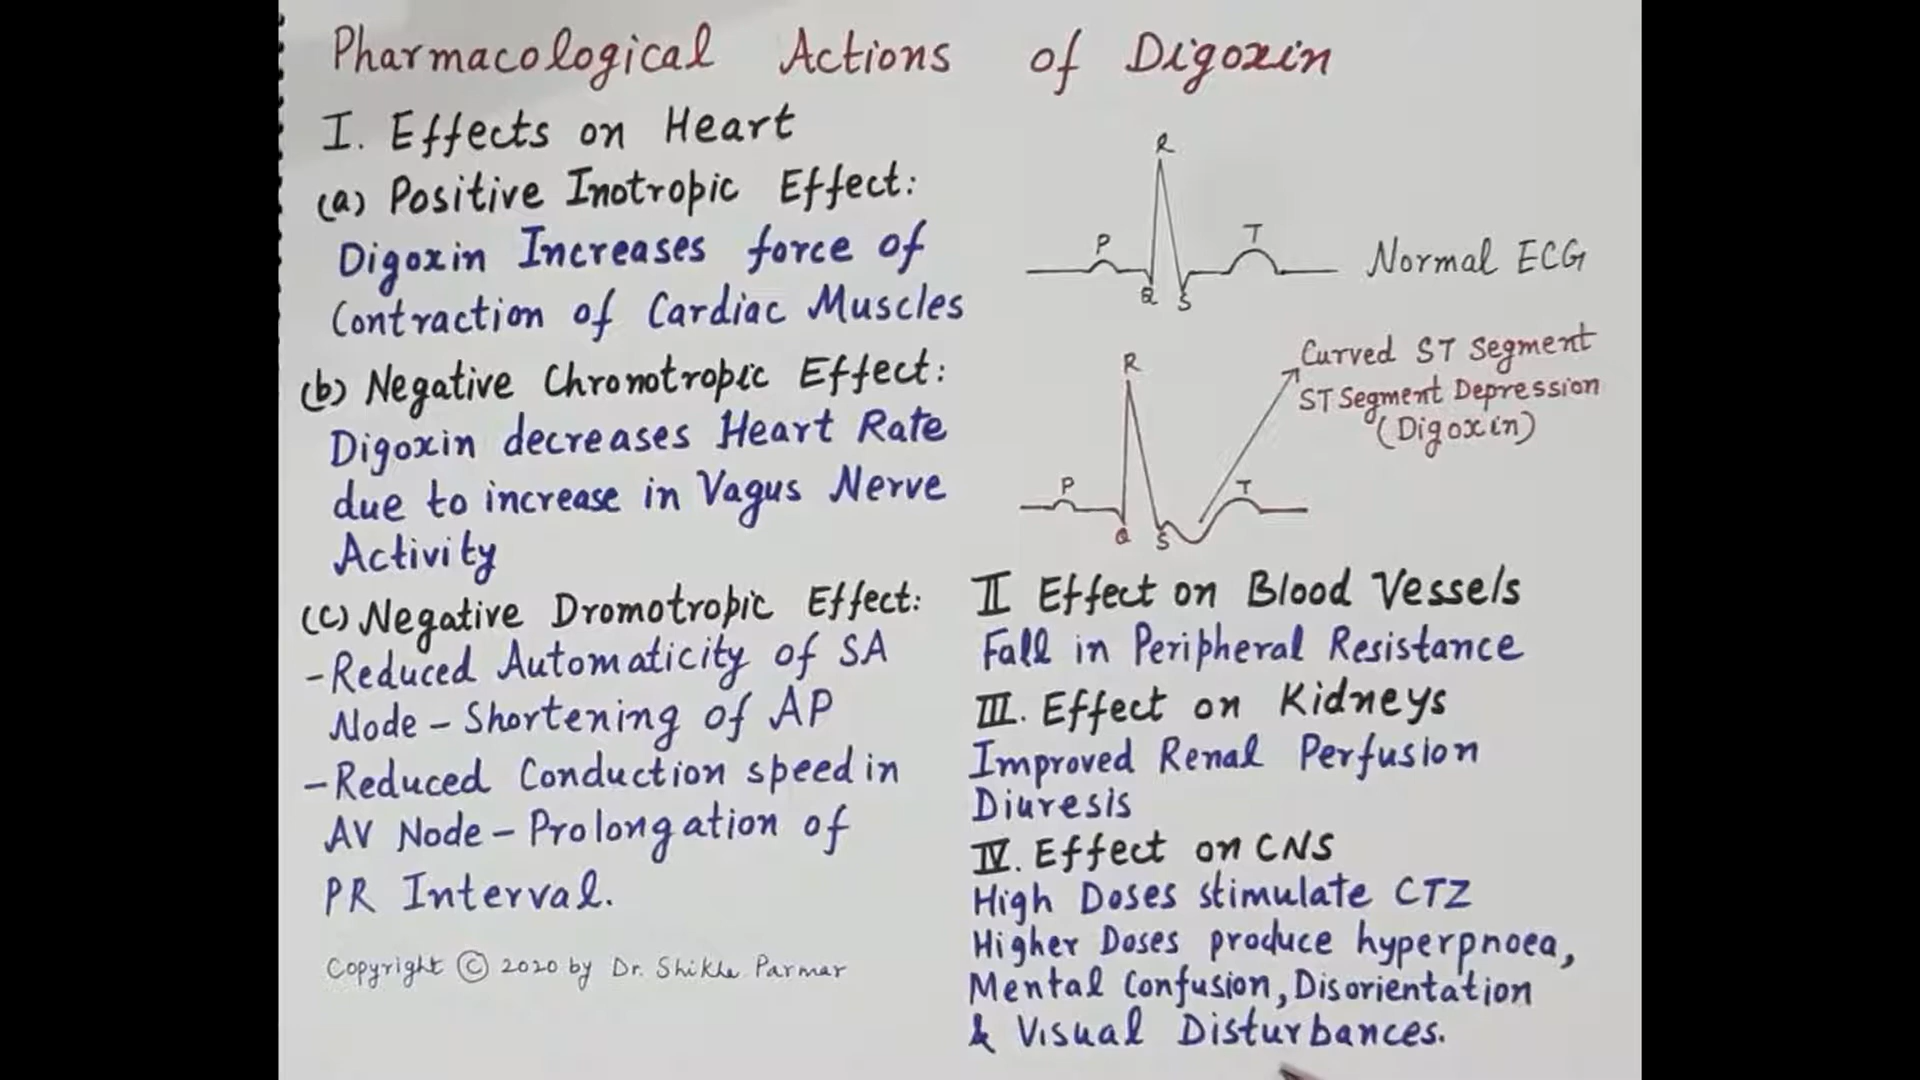 Pharmacological Actions of Digoxin
I. Effects on Heart
(a) Positive Inotropic Effect:
Digoxin Increases force of
Contraction of Cardiac Muscles
(b) Negative Chronotropic Effect:
Digoxin decreases Heart Rate
due to increase in Vagus Nerve
Activity
(c) Negative Dromotropic Effect:
- Reduced Automaticity of SA
Node - Shortening of AP
- Reduced Conduction speed in
AV Node - Prolongation of
PR Interval.
Copyright © 2020 by Dr. Shikha Parmar
R
P
T
Q
S
Normal ECG
Curved ST Segment
ST Segment Depression
(Digoxin)
R
P
T
Q
S
II Effect on Blood Vessels
Fall in Peripheral Resistance
III. Effect on Kidneys
Improved Renal Perfusion
Diuresis
IV. Effect on CNS
High Doses stimulate CTZ
Higher Doses produce hyperpnoea,
Mental Confusion, Disorientation
& Visual Disturbances.